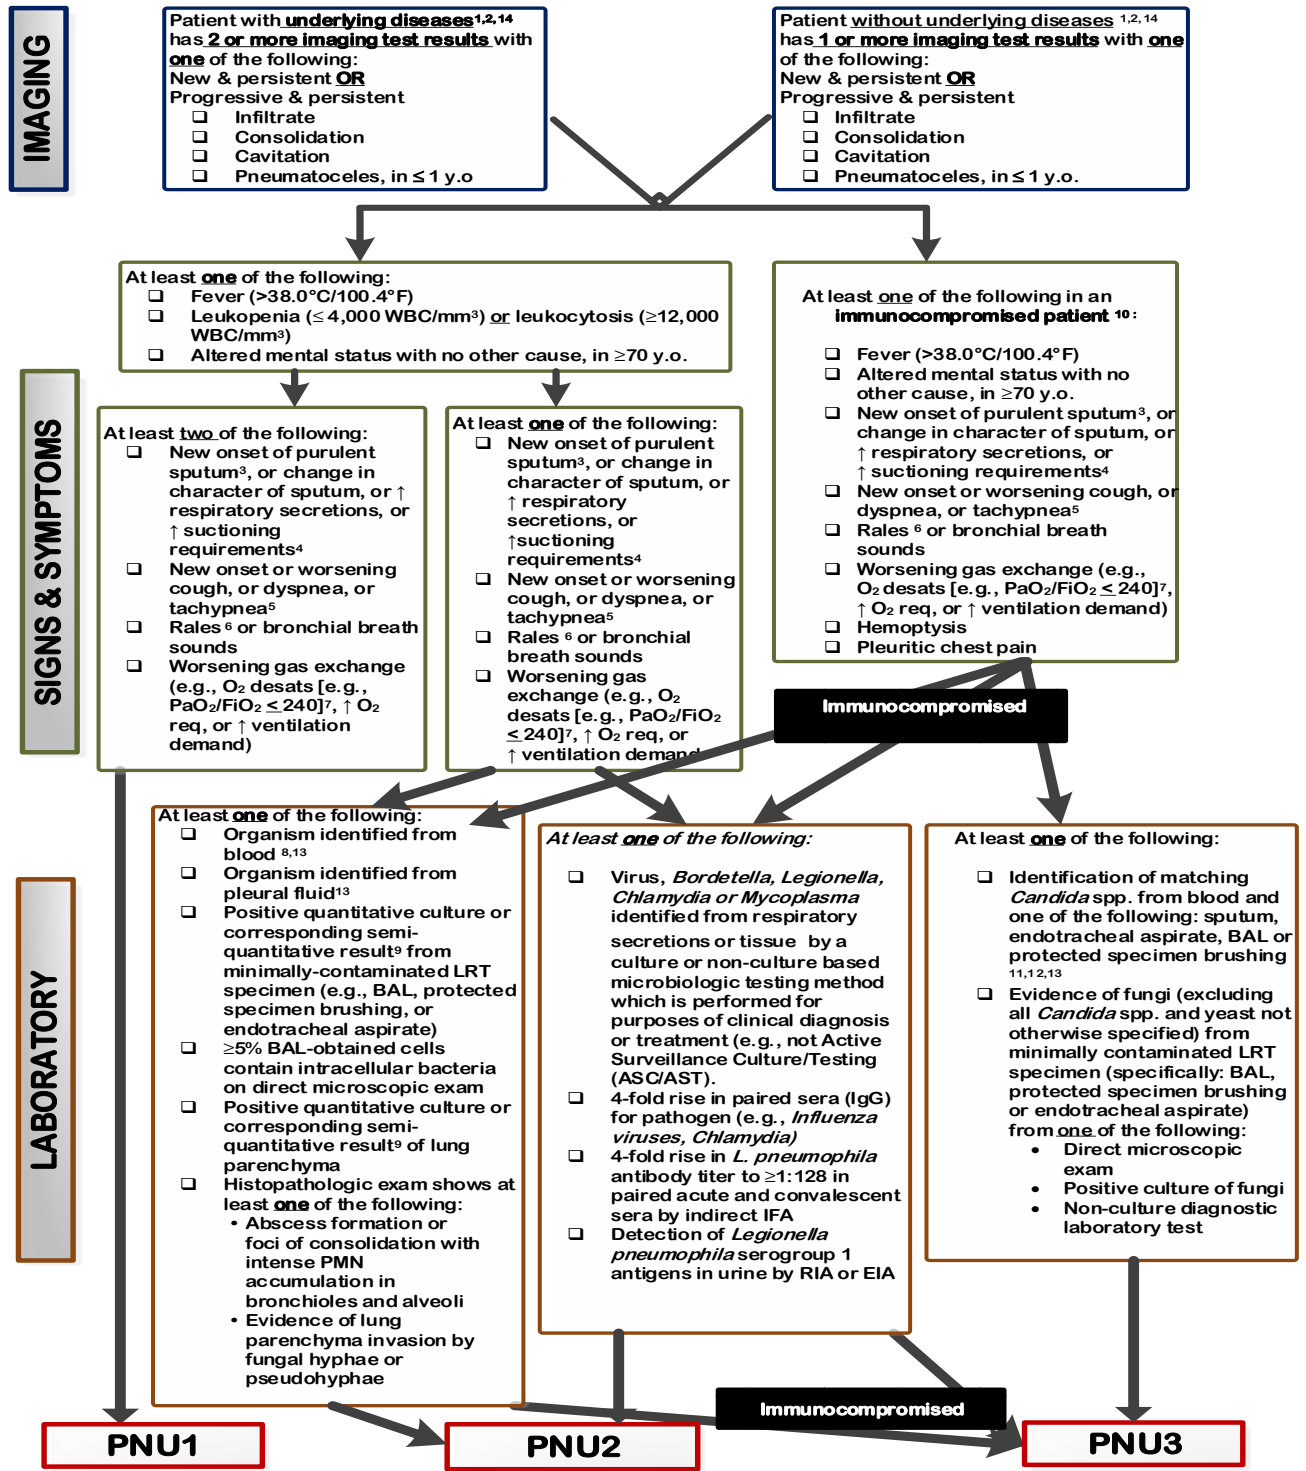 IMAGING
Patient with underlying diseases1,2,14
has 2 or more imaging test results with
one of the following:
New & persistent OR
Progressive & persistent
❑ Infiltrate
❑ Consolidation
❑ Cavitation
❑ Pneumatoceles, in ≤ 1 y.o
Patient without underlying diseases 1,2,14
has 1 or more imaging test results with one
of the following:
New & persistent OR
Progressive & persistent
❑ Infiltrate
❑ Consolidation
❑ Cavitation
❑ Pneumatoceles, in ≤ 1 y.o.
SIGNS & SYMPTOMS
At least one of the following:
❑ Fever (>38.0°C/100.4°F)
❑ Leukopenia (≤ 4,000 WBC/mm³) or leukocytosis (≥12,000
WBC/mm³)
❑ Altered mental status with no other cause, in ≥70 y.o.
At least two of the following:
❑ New onset of purulent
sputum³, or change in
character of sputum, or ↑
respiratory secretions, or
↑ suctioning
requirements⁴
❑ New onset or worsening
cough, or dyspnea, or
tachypnea⁵
❑ Rales ⁶ or bronchial breath
sounds
❑ Worsening gas exchange
(e.g., O₂ desats [e.g.,
PaO₂/FiO₂ ≤ 240]⁷, ↑ O₂
req, or ↑ ventilation
demand)
At least one of the following:
❑ New onset of purulent
sputum³, or change in
character of sputum, or
↑ respiratory
secretions, or
↑suctioning
requirements⁴
❑ New onset or worsening
cough, or dyspnea, or
tachypnea⁵
❑ Rales ⁶ or bronchial
breath sounds
❑ Worsening gas
exchange (e.g., O₂
desats [e.g., PaO₂/FiO₂
≤ 240]⁷, ↑ O₂ req, or
↑ ventilation demand
At least one of the following in an
immunocompromised patient ¹⁰ :
❑ Fever (>38.0°C/100.4°F)
❑ Altered mental status with no
other cause, in ≥70 y.o.
❑ New onset of purulent sputum³, or
change in character of sputum, or
↑ respiratory secretions, or
↑ suctioning requirements⁴
❑ New onset or worsening cough, or
dyspnea, or tachypnea⁵
❑ Rales ⁶ or bronchial breath
sounds
❑ Worsening gas exchange (e.g.,
O₂ desats [e.g., PaO₂/FiO₂ ≤ 240]⁷,
↑ O₂ req, or ↑ ventilation demand)
❑ Hemoptysis
❑ Pleuritic chest pain
Immunocompromised
LABORATORY
At least one of the following:
❑ Organism identified from
blood 8,13
❑ Organism identified from
pleural fluid13
❑ Positive quantitative culture or
corresponding semi-
quantitative result⁹ from
minimally-contaminated LRT
specimen (e.g., BAL, protected
specimen brushing, or
endotracheal aspirate)
❑ ≥5% BAL-obtained cells
contain intracellular bacteria
on direct microscopic exam
❑ Positive quantitative culture or
corresponding semi-
quantitative result⁹ of lung
parenchyma
❑ Histopathologic exam shows at
least one of the following:
• Abscess formation or
foci of consolidation with
intense PMN
accumulation in
bronchioles and alveoli
• Evidence of lung
parenchyma invasion by
fungal hyphae or
pseudohyphae
At least one of the following:
❑ Virus, Bordetella, Legionella,
Chlamydia or Mycoplasma
identified from respiratory
secretions or tissue by a
culture or non-culture based
microbiologic testing method
which is performed for
purposes of clinical diagnosis
or treatment (e.g., not Active
Surveillance Culture/Testing
(ASC/AST).
❑ 4-fold rise in paired sera (IgG)
for pathogen (e.g., Influenza
viruses, Chlamydia)
❑ 4-fold rise in L. pneumophila
antibody titer to ≥1:128 in
paired acute and convalescent
sera by indirect IFA
❑ Detection of Legionella
pneumophila serogroup 1
antigens in urine by RIA or EIA
At least one of the following:
❑ Identification of matching
Candida spp. from blood and
one of the following: sputum,
endotracheal aspirate, BAL or
protected specimen brushing
11,12,13
❑ Evidence of fungi (excluding
all Candida spp. and yeast not
otherwise specified) from
minimally contaminated LRT
specimen (specifically: BAL,
protected specimen brushing
or endotracheal aspirate)
from one of the following:
• Direct microscopic
exam
• Positive culture of fungi
• Non-culture diagnostic
laboratory test
Immunocompromised
PNU1
PNU2
PNU3